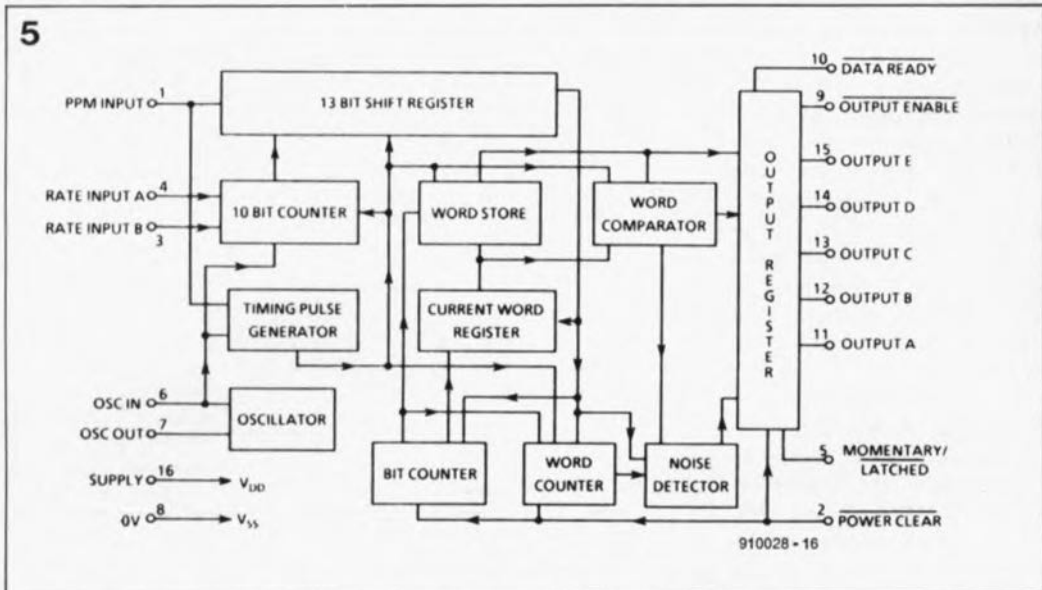 5
10
DATA READY
9
OUTPUT ENABLE
PPM INPUT
1
13 BIT SHIFT REGISTER
15
OUTPUT E
RATE INPUT A
4
10 BIT COUNTER
WORD STORE
WORD
COMPARATOR
OUTPUT REGISTER
14
OUTPUT D
RATE INPUT B
3
13
OUTPUT C
TIMING PULSE
GENERATOR
CURRENT WORD
REGISTER
12
OUTPUT B
11
OUTPUT A
OSC IN
6
OSCILLATOR
OSC OUT
7
BIT COUNTER
WORD
COUNTER
NOISE
DETECTOR
5
MOMENTARY/
LATCHED
SUPPLY
16
VDD
0V
8
VSS
2
POWER CLEAR
910028 - 16